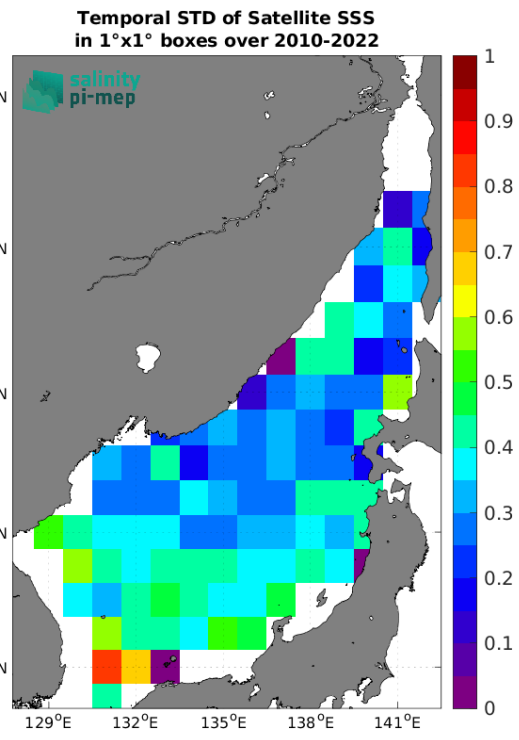 Temporal STD of Satellite SSS
in 1°x1° boxes over 2010-2022
salinity
pi-mep
N
N
N
N
N
1
0.9
0.8
0.7
0.6
0.5
0.4
0.3
0.2
0.1
0
129°E
132°E
135°E
138°E
141°E